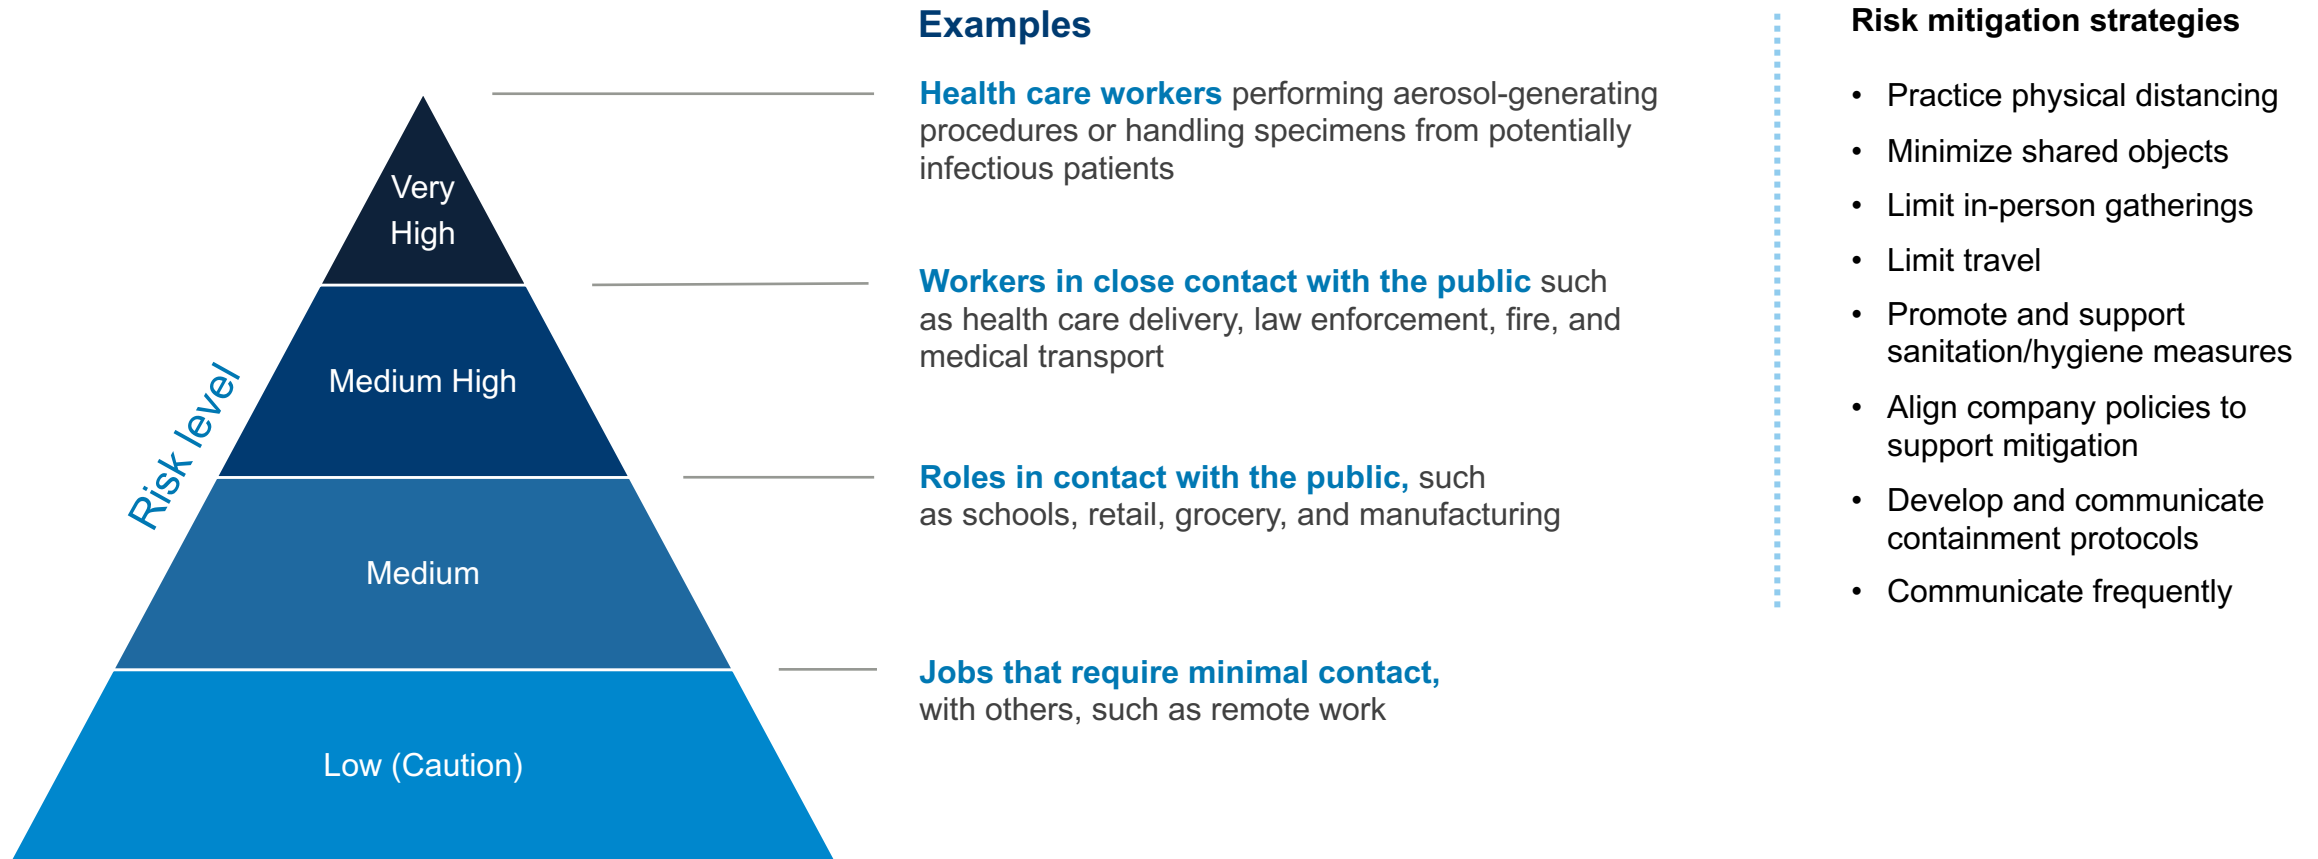 Risk level
Very
High
Medium High
Medium
Low (Caution)
Examples
Health care workers performing aerosol-generating
procedures or handling specimens from potentially
infectious patients
Workers in close contact with the public such
as health care delivery, law enforcement, fire, and
medical transport
Roles in contact with the public, such
as schools, retail, grocery, and manufacturing
Jobs that require minimal contact,
with others, such as remote work
Risk mitigation strategies
• Practice physical distancing
• Minimize shared objects
• Limit in-person gatherings
• Limit travel
• Promote and support
sanitation/hygiene measures
• Align company policies to
support mitigation
• Develop and communicate
containment protocols
• Communicate frequently